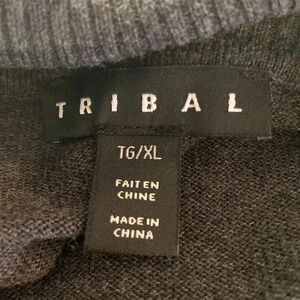 TRIBAL
TG/XL
FAIT EN
CHINE
MADE IN
CHINA